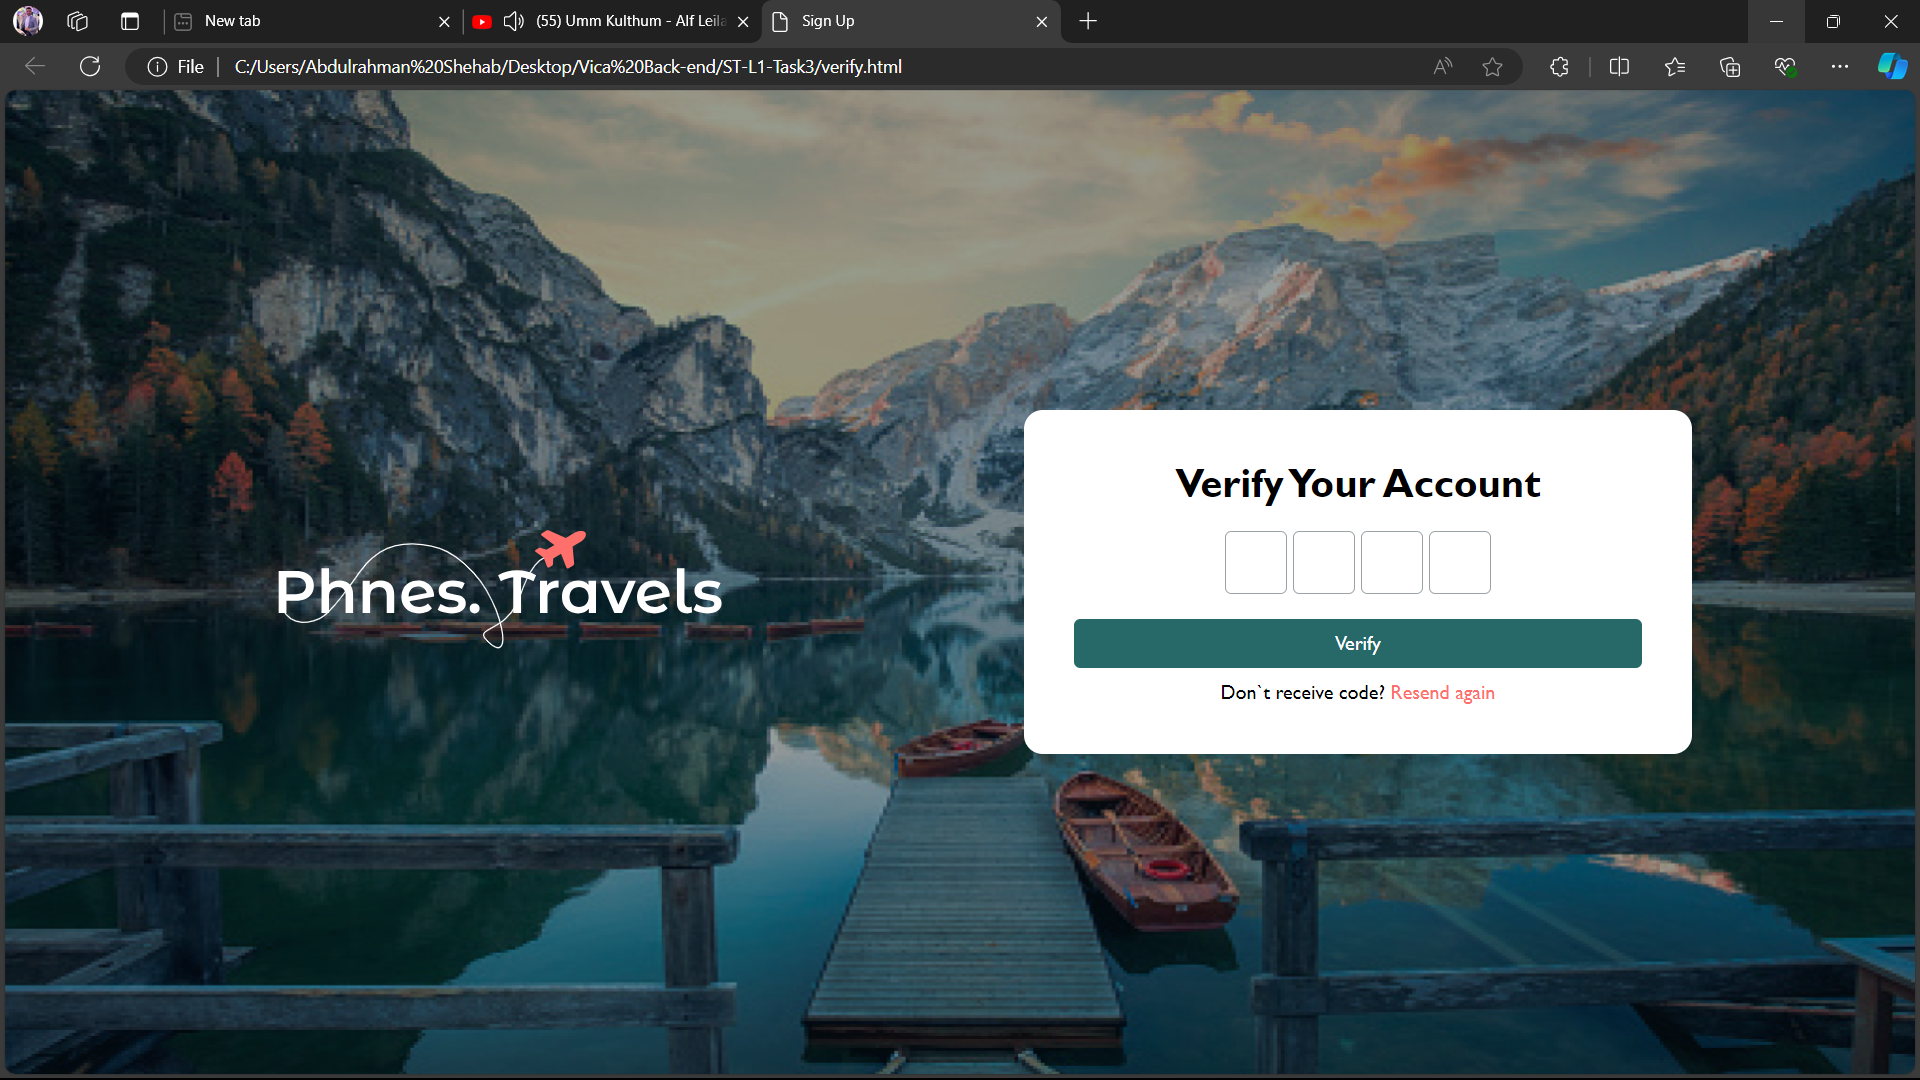 New tab
(55) Umm Kulthum - Alf Leila
Sign Up
File
C:/Users/Abdulrahman%20Shehab/Desktop/Vica%20Back-end/ST-L1-Task3/verify.html
Phnes. Travels
Verify Your Account
Verify
Don`t receive code? Resend again